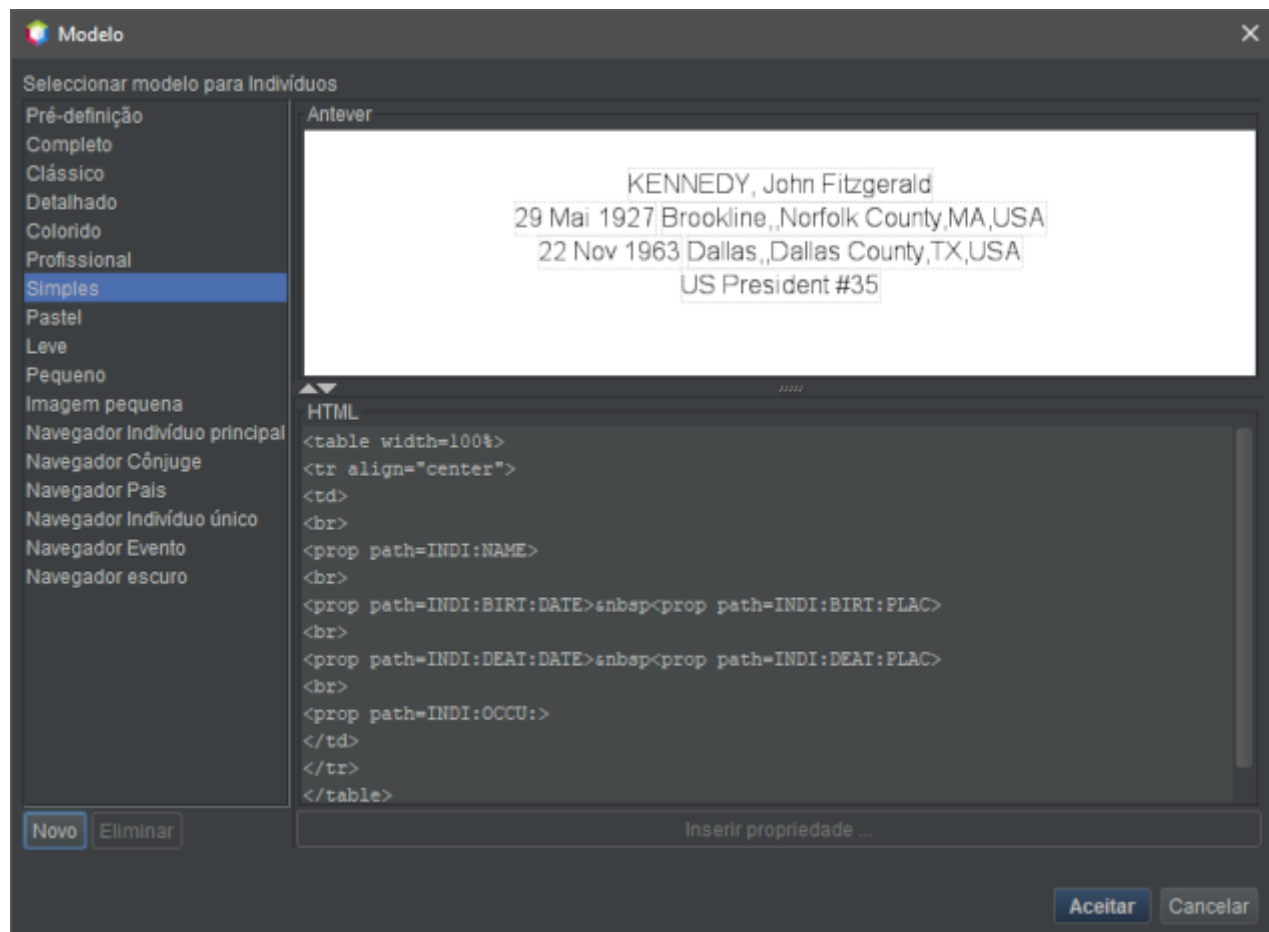 Modelo
Seleccionar modelo para Indivíduos
Pré-definição
Completo
Clássico
Detalhado
Colorido
Profissional
Simples
Pastel
Leve
Pequeno
Imagem pequena
Navegador Indivíduo principal
Navegador Cônjuge
Navegador Pais
Navegador Indivíduo único
Navegador Evento
Navegador escuro
Novo
Eliminar
Antever
KENNEDY, John Fitzgerald
29 Mai 1927 Brookline,,Norfolk County,MA,USA
22 Nov 1963 Dallas,,Dallas County,TX,USA
US President #35
HTML
<table width=100%>
<tr align="center">
<td>
<br>
<prop path=INDI:NAME>
<br>
<prop path=INDI:BIRT:DATE>&nbsp<prop path=INDI:BIRT:PLAC>
<br>
<prop path=INDI:DEAT:DATE>&nbsp<prop path=INDI:DEAT:PLAC>
<br>
<prop path=INDI:OCCU:>
</td>
</tr>
</table>
Inserir propriedade ...
Aceitar
Cancelar